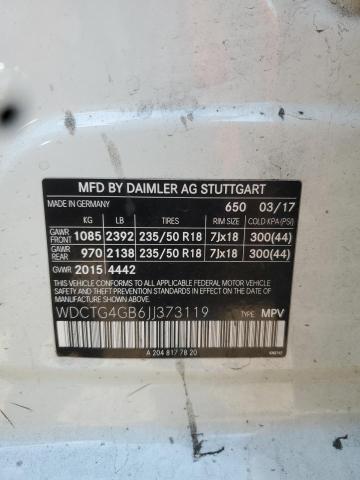 MFD BY DAIMLER AG STUTTGART
MADE IN GERMANY 650 03/17
KG LB TIRE SIZE RIM SIZE COLD KPA (PSI)
GAWR FRONT 1085 2392 235/50 R18 7Jx18 300(44)
GAWR REAR 970 2138 235/50 R18 7Jx18 300(44)
GVWR 2015 4442
THIS VEHICLE CONFORMS TO ALL APPLICABLE FEDERAL MOTOR VEHICLE
SAFETY, BUMPER, AND THEFT PREVENTION STANDARDS IN EFFECT
ON THE DATE OF MANUFACTURE SHOWN ABOVE.
WDCTG4GB6JJ373119 TYPE: MPV
A 204 817 78 20